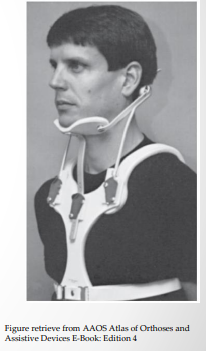 Figure retrieve from AAOS Atlas of Orthoses and
Assistive Devices E-Book: Edition 4